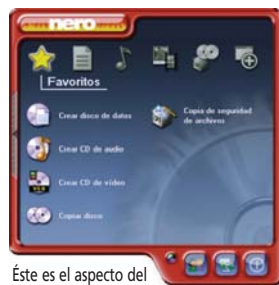 nero
Favoritos
Crear disco de datos
Copia de seguridad
de archivos
Crear CD de audio
VCD
Crear CD de vídeo
Copiar disco
Éste es el aspecto del